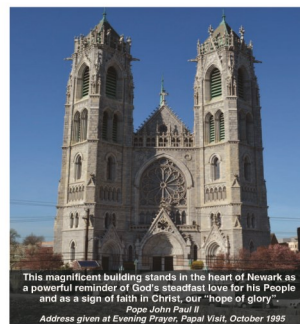 This magnificent building stands in the heart of Newark as
a powerful reminder of God's steadfast love for his People
and as a sign of faith in Christ, our "hope of glory".
Pope John Paul II
Address given at Evening Prayer, Papal Visit, October 1995